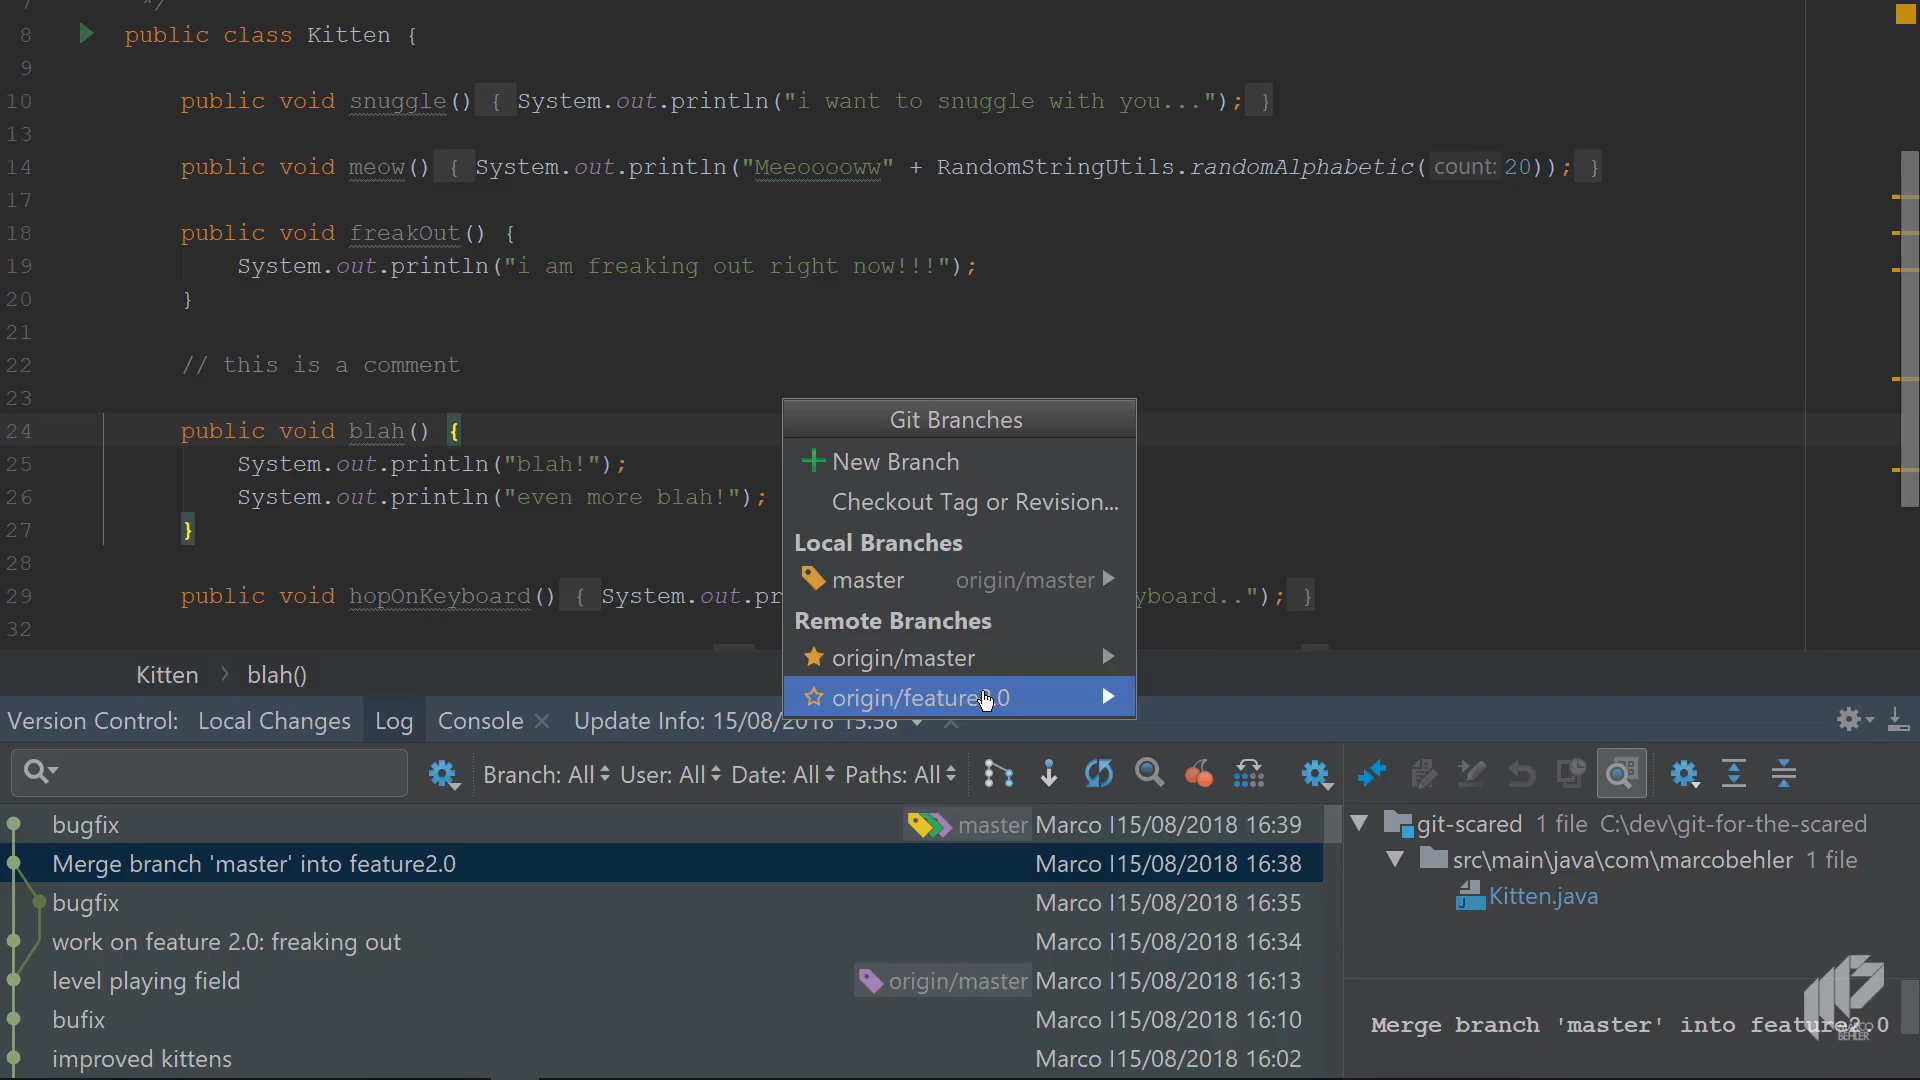 7 */
8 public class Kitten {
9
10 public void snuggle() { System.out.println("i want to snuggle with you..."); }
13
14 public void meow() { System.out.println("Meeooooww" + RandomStringUtils.randomAlphabetic( count: 20)); }
17
18 public void freakOut() {
19 System.out.println("i am freaking out right now!!!");
20 }
21
22 // this is a comment
23
24 public void blah() {
25 System.out.println("blah!");
26 System.out.println("even more blah!");
27 }
28
29 public void hopOnKeyboard() { System.out.pr yboard.."); }
32
Git Branches
New Branch
Checkout Tag or Revision...
Local Branches
master origin/master
Remote Branches
origin/master
origin/feature2.0
Kitten blah()
Version Control: Local Changes Log Console Update Info: 15/08/2018 15:58
Branch: All User: All Date: All Paths: All
bugfix master Marco 15/08/2018 16:39
Merge branch 'master' into feature2.0 Marco 15/08/2018 16:38
bugfix Marco 15/08/2018 16:35
work on feature 2.0: freaking out Marco 15/08/2018 16:34
level playing field origin/master Marco 15/08/2018 16:13
bufix Marco 15/08/2018 16:10
improved kittens Marco 15/08/2018 16:02
git-scared 1 file C:\dev\git-for-the-scared
src\main\java\com\marcobehler 1 file
Kitten.java
Merge branch 'master' into feature2.0
MARCO
BEHLER